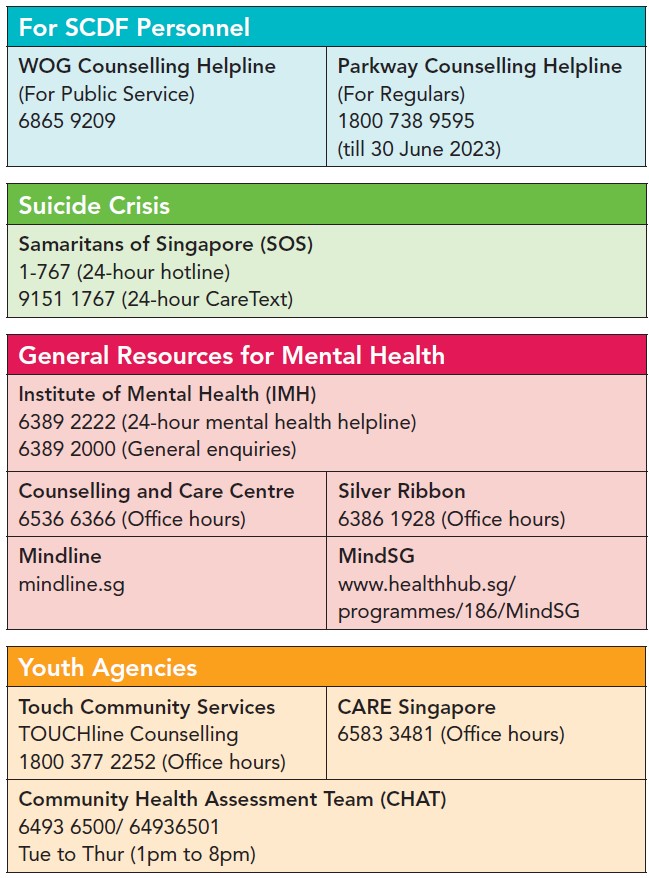 For SCDF Personnel
WOG Counselling Helpline
(For Public Service)
6865 9209
Parkway Counselling Helpline
(For Regulars)
1800 738 9595
(till 30 June 2023)
Suicide Crisis
Samaritans of Singapore (SOS)
1-767 (24-hour hotline)
9151 1767 (24-hour CareText)
General Resources for Mental Health
Institute of Mental Health (IMH)
6389 2222 (24-hour mental health helpline)
6389 2000 (General enquiries)
Counselling and Care Centre
6536 6366 (Office hours)
Silver Ribbon
6386 1928 (Office hours)
Mindline
mindline.sg
MindSG
www.healthhub.sg/
programmes/186/MindSG
Youth Agencies
Touch Community Services
TOUCHline Counselling
1800 377 2252 (Office hours)
CARE Singapore
6583 3481 (Office hours)
Community Health Assessment Team (CHAT)
6493 6500/ 64936501
Tue to Thur (1pm to 8pm)